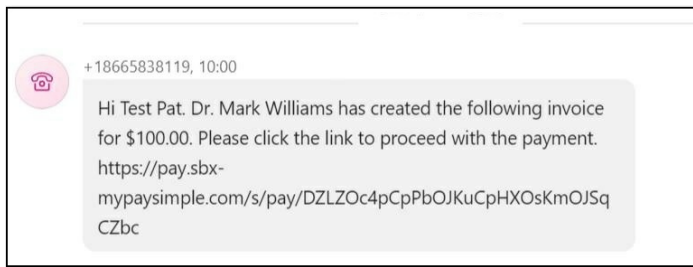 +18665838119, 10:00
Hi Test Pat. Dr. Mark Williams has created the following invoice
for $100.00. Please click the link to proceed with the payment.
https://pay.sbx-
mypaysimple.com/s/pay/DZLZOc4pCpPbOJKuCpHXOsKmOJSq
CZbc